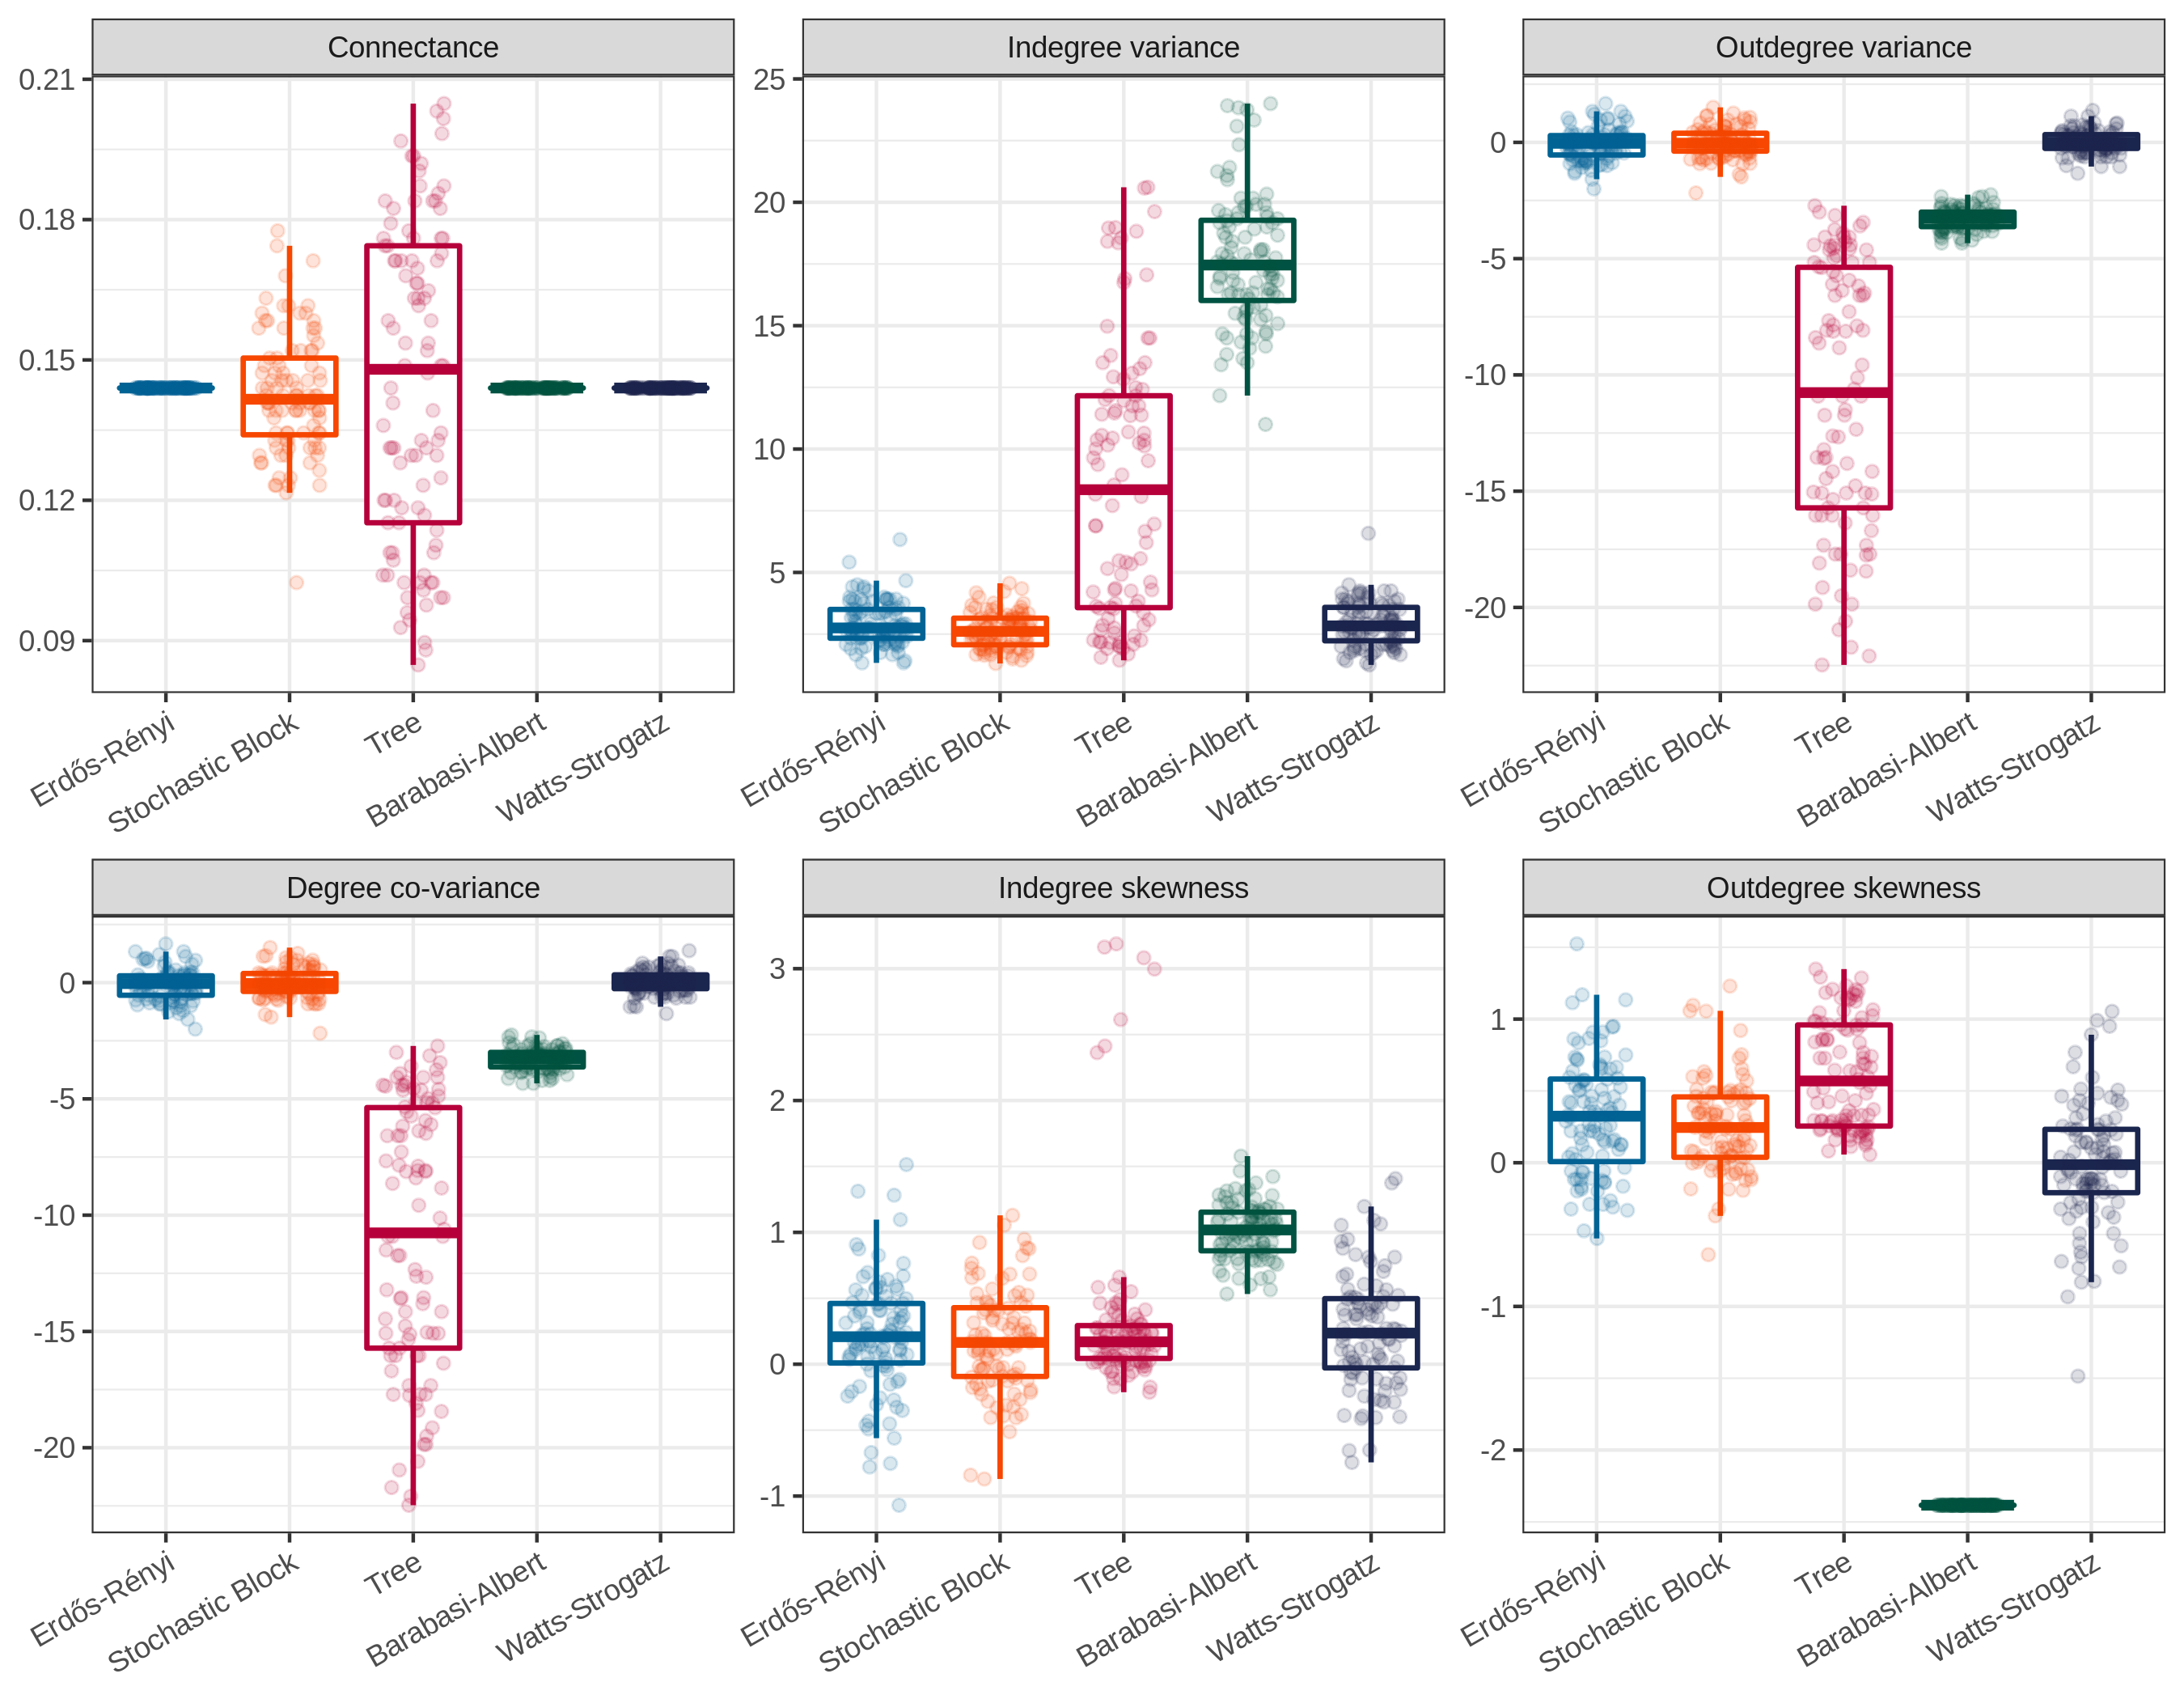 Connectance
Indegree variance
Outdegree variance
0.21
0.18
0.15
0.12
0.09
25
20
15
10
5
0
-5
-10
-15
-20
Erdős-Rényi
Stochastic Block
Tree
Barabasi-Albert
Watts-Strogatz
Erdős-Rényi
Stochastic Block
Tree
Barabasi-Albert
Watts-Strogatz
Erdős-Rényi
Stochastic Block
Tree
Barabasi-Albert
Watts-Strogatz
Degree co-variance
Indegree skewness
Outdegree skewness
0
-5
-10
-15
-20
3
2
1
0
-1
1
0
-1
-2
Erdős-Rényi
Stochastic Block
Tree
Barabasi-Albert
Watts-Strogatz
Erdős-Rényi
Stochastic Block
Tree
Barabasi-Albert
Watts-Strogatz
Erdős-Rényi
Stochastic Block
Tree
Barabasi-Albert
Watts-Strogatz